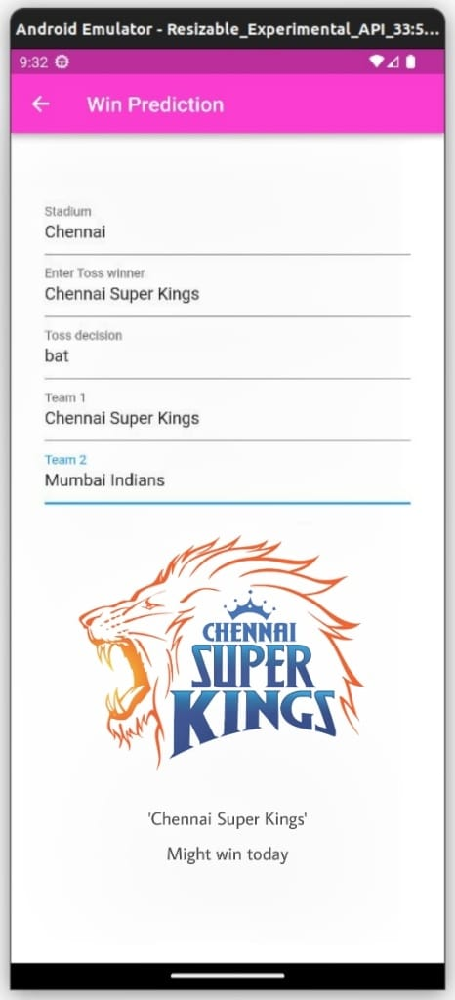 Android Emulator - Resizable_Experimental_API_33:5...
9:32
Win Prediction
Stadium
Chennai
Enter Toss winner
Chennai Super Kings
Toss decision
bat
Team 1
Chennai Super Kings
Team 2
Mumbai Indians
CHENNAI
SUPER
KINGS
'Chennai Super Kings'
Might win today